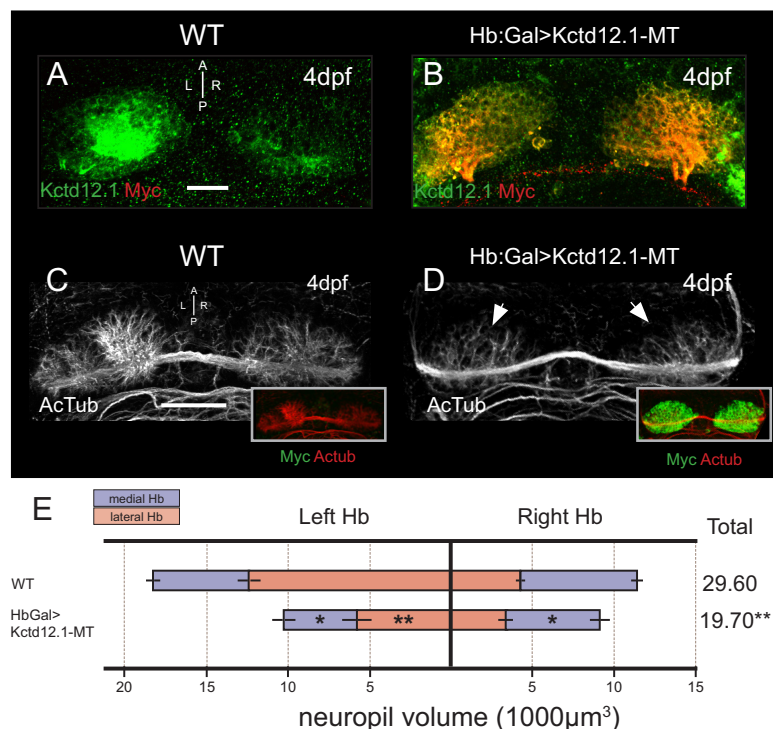 WT
Hb:Gal>Kctd12.1-MT
A
4dpf
A
L R
P
Kctd12.1 Myc
B
4dpf
Kctd12.1 Myc
WT
Hb:Gal>Kctd12.1-MT
C
4dpf
A
L R
P
AcTub
Myc Actub
D
4dpf
AcTub
Myc Actub
E
medial Hb
lateral Hb
Left Hb
Right Hb
Total
WT
29.60
HbGal>
Kctd12.1-MT
* ** *
19.70**
20 15 10 5 5 10 15
neuropil volume (1000µm³)